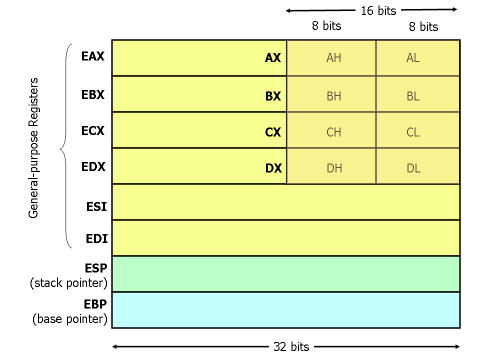 16 bits
8 bits 8 bits
EAX AX AH AL
EBX BX BH BL
ECX CX CH CL
EDX DX DH DL
ESI
EDI
General-purpose Registers
ESP
(stack pointer)
EBP
(base pointer)
32 bits